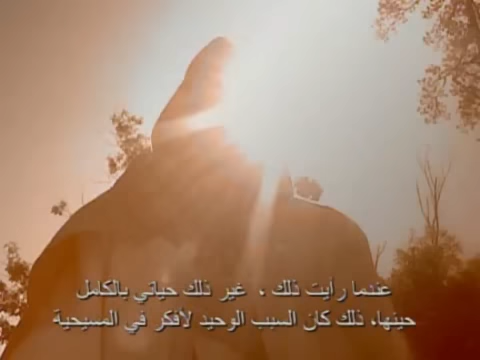 عندما رأيت ذلك ، غير ذلك حياتي بالكامل
حينها، ذلك كان السبب الوحيد لأفكر في المسيحية